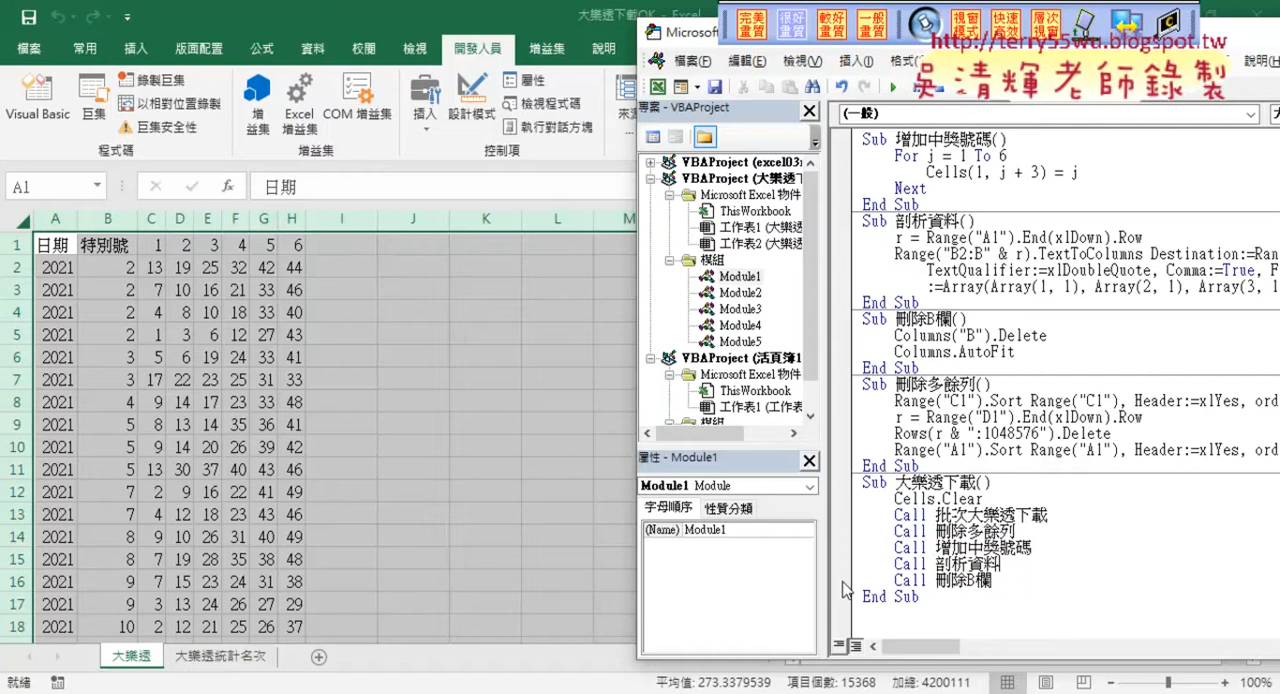 大樂透下載OK - Excel
Microsof
完美畫質
很好畫質
較好畫質
一般畫質
視窗模式
快速高效
層次視窗
http://terry55wu.blogspot.tw
吳清輝老師錄製
檔案 常用 插入 版面配置 公式 資料 校閱 檢視 開發人員 增益集 說明
Visual Basic
巨集
錄製巨集
以相對位置錄製
巨集安全性
程式碼
增益集
Excel 增益集
COM 增益集
增益集
插入
設計模式
屬性
檢視程式碼
執行對話方塊
控制項
A1
fx
日期
A B C D E F G H I J K L M
1 日期 特別號 1 2 3 4 5 6
2 2021 2 13 19 25 32 42 44
3 2021 2 7 10 16 21 33 46
4 2021 2 4 8 10 18 33 40
5 2021 2 1 3 6 12 27 43
6 2021 3 5 6 19 24 33 41
7 2021 3 17 22 23 25 31 33
8 2021 4 9 14 17 23 33 48
9 2021 5 8 13 14 35 36 41
10 2021 5 9 14 20 26 39 42
11 2021 5 13 30 37 40 43 46
12 2021 7 2 9 16 22 41 49
13 2021 7 4 12 18 23 43 46
14 2021 8 9 10 26 31 40 49
15 2021 8 7 19 28 35 38 48
16 2021 9 7 15 23 24 31 38
17 2021 9 3 13 24 26 27 29
18 2021 10 2 12 21 25 26 37
大樂透 大樂透統計名次
就緒
平均值: 273.3379539 項目個數: 15368 加總: 4200111
100%
檔案(F) 編輯(E) 檢視(V) 插入(I) 格式 說明(H)
專案 - VBAProject
VBAProject (excel03
VBAProject (大樂透下
Microsoft Excel 物件
ThisWorkbook
工作表1 (大樂透
工作表2 (大樂透
模組
Module1
Module2
Module3
Module4
Module5
VBAProject (活頁簿1
Microsoft Excel 物件
ThisWorkbook
工作表1 (工作表
模組
屬性 - Module1
Module1 Module
字母順序 性質分類
(Name) Module1
(一般)
Sub 增加中獎號碼()
For j = 1 To 6
Cells(1, j + 3) = j
Next
End Sub
Sub 剖析資料()
r = Range("A1").End(xlDown).Row
Range("B2:B" & r).TextToColumns Destination:=Ran
TextQualifier:=xlDoubleQuote, Comma:=True, F
:=Array(Array(1, 1), Array(2, 1), Array(3, 1
End Sub
Sub 刪除B欄()
Columns("B").Delete
Columns.AutoFit
End Sub
Sub 刪除多餘列()
Range("C1").Sort Range("C1"), Header:=xlYes, ord
r = Range("D1").End(xlDown).Row
Rows(r & ":1048576").Delete
Range("A1").Sort Range("A1"), Header:=xlYes, ord
End Sub
Sub 大樂透下載()
Cells.Clear
Call 批次大樂透下載
Call 刪除多餘列
Call 增加中獎號碼
Call 剖析資料
Call 刪除B欄
End Sub